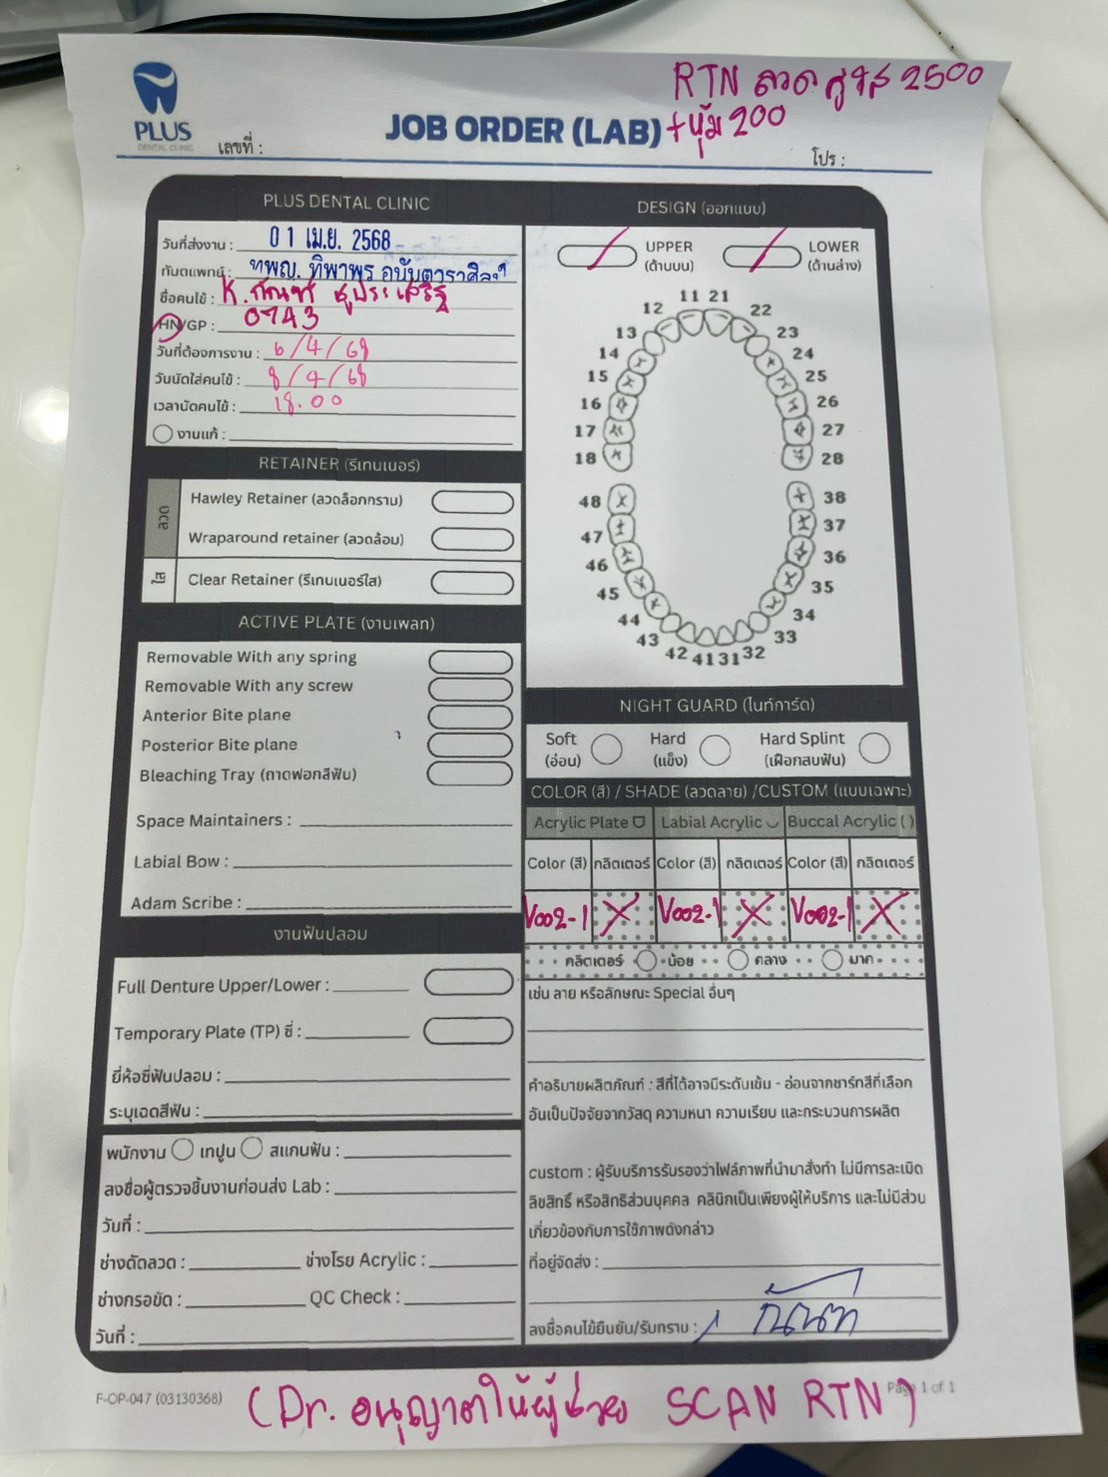 RTN ลวด คู่ใส 2500
+ หุ้ม 200
PLUS
DENTAL CLINIC
เลขที่ :
JOB ORDER (LAB)
โปร :
PLUS DENTAL CLINIC
วันที่ส่งงาน : 01 เม.ย. 2568
ทันตแพทย์ : ทพญ. ทิพาพร อนันตาราศิลป์
ชื่อคนไข้ : K.
HN/GP : 0743
วันที่ต้องการงาน : 6/4/68
วันนัดใส่คนไข้ : 8/4/68
เวลานัดคนไข้ : 18.00
งานแก้ :
RETAINER (รีเทนเนอร์)
ลวด
Hawley Retainer (ลวดล็อกกราม)
Wraparound retainer (ลวดล้อม)
ใส
Clear Retainer (รีเทนเนอร์ใส)
ACTIVE PLATE (งานเพลท)
Removable With any spring
Removable With any screw
Anterior Bite plane
Posterior Bite plane
Bleaching Tray (ถาดฟอกสีฟัน)
Space Maintainers :
Labial Bow :
Adam Scribe :
งานฟันปลอม
Full Denture Upper/Lower :
Temporary Plate (TP) ซี่ :
ยี่ห้อซี่ฟันปลอม :
ระบุเฉดสีฟัน :
พนักงาน เทปูน สแกนฟัน :
ลงชื่อผู้ตรวจชิ้นงานก่อนส่ง Lab :
วันที่ :
ช่างดัดลวด : ช่างโรย Acrylic :
ช่างกรอขัด : QC Check :
วันที่ :
DESIGN (ออกแบบ)
UPPER (ด้านบน)
LOWER (ด้านล่าง)
11 21
12 22
13 23
14 24
15 25
16 26
17 27
18 28
48 38
47 37
46 36
45 35
44 34
43 33
42 41 31 32
NIGHT GUARD (ไนท์การ์ด)
Soft (อ่อน)
Hard (แข็ง)
Hard Splint (เฝือกสบฟัน)
COLOR (สี) / SHADE (ลวดลาย) /CUSTOM (แบบเฉพาะ)
Acrylic Plate Labial Acrylic Buccal Acrylic ( )
Color (สี) กลิตเตอร์ Color (สี) กลิตเตอร์ Color (สี) กลิตเตอร์
V002-1 X V002-1 X V002-1 X
กลิตเตอร์ น้อย กลาง มาก
เช่น ลาย หรือลักษณะ Special อื่นๆ
คำอธิบายผลิตภัณฑ์ : สีที่ได้อาจมีระดับเข้ม - อ่อนจากชาร์ทสีที่เลือก
อันเป็นปัจจัยจากวัสดุ ความหนา ความเรียบ และกระบวนการผลิต
custom : ผู้รับบริการรับรองว่าไฟล์ภาพที่นำมาสั่งทำ ไม่มีการละเมิด
ลิขสิทธิ์ หรือสิทธิส่วนบุคคล คลินิกเป็นเพียงผู้ให้บริการ และไม่มีส่วน
เกี่ยวข้องกับการใช้ภาพดังกล่าว
ที่อยู่จัดส่ง :
ลงชื่อคนไข้ยืนยัน/รับทราบ :
F-OP-047 (03130368)
Page 1 of 1
(Dr. อนุญาตให้ผู้ช่วย SCAN RTN)